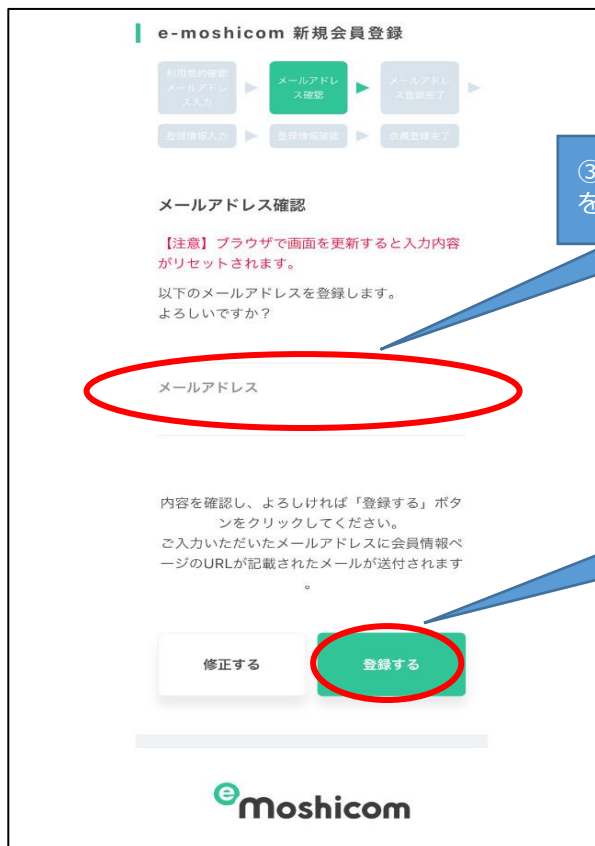 e-moshicom 新規会員登録
利用規約確認
メールアドレ
ス入力
メールアドレ
ス確認
メールアドレ
ス登録完了
登録情報入力
登録情報確認
会員登録完了
③
を
メールアドレス確認
【注意】ブラウザで画面を更新すると入力内容
がリセットされます。
以下のメールアドレスを登録します。
よろしいですか？
メールアドレス
内容を確認し、よろしければ「登録する」ボタ
ンをクリックしてください。
ご入力いただいたメールアドレスに会員情報ペ
ージのURLが記載されたメールが送付されます
。
修正する
登録する
e moshicom